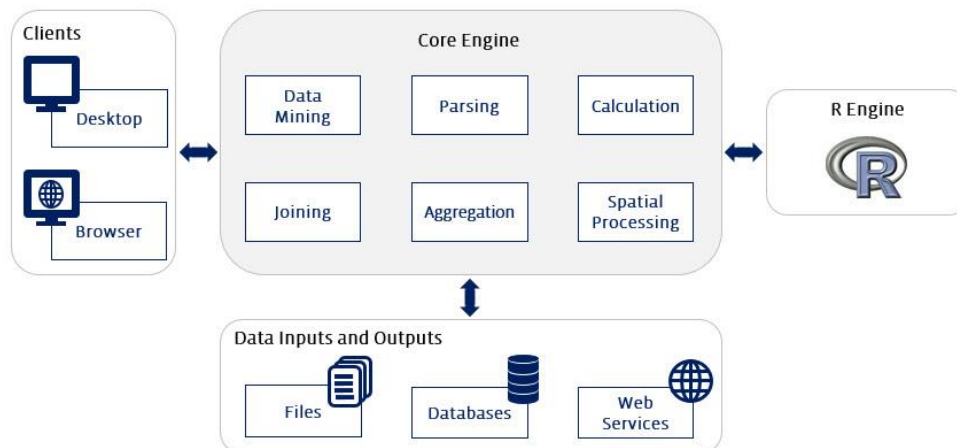 Clients
Desktop
Browser
Core Engine
Data
Mining
Parsing
Calculation
Joining
Aggregation
Spatial
Processing
R Engine
R
Data Inputs and Outputs
Files
Databases
Web
Services